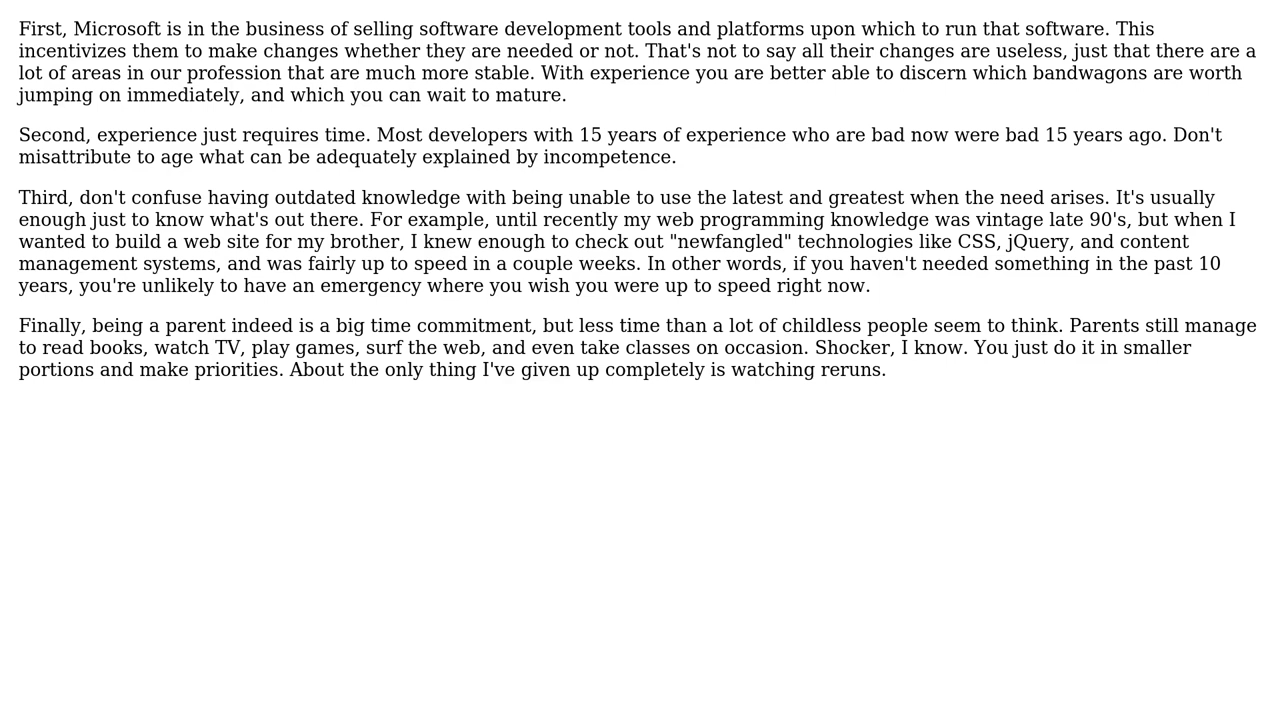 First, Microsoft is in the business of selling software development tools and platforms upon which to run that software. This
incentivizes them to make changes whether they are needed or not. That's not to say all their changes are useless, just that there are a
lot of areas in our profession that are much more stable. With experience you are better able to discern which bandwagons are worth
jumping on immediately, and which you can wait to mature.
Second, experience just requires time. Most developers with 15 years of experience who are bad now were bad 15 years ago. Don't
misattribute to age what can be adequately explained by incompetence.
Third, don't confuse having outdated knowledge with being unable to use the latest and greatest when the need arises. It's usually
enough just to know what's out there. For example, until recently my web programming knowledge was vintage late 90's, but when I
wanted to build a web site for my brother, I knew enough to check out "newfangled" technologies like CSS, jQuery, and content
management systems, and was fairly up to speed in a couple weeks. In other words, if you haven't needed something in the past 10
years, you're unlikely to have an emergency where you wish you were up to speed right now.
Finally, being a parent indeed is a big time commitment, but less time than a lot of childless people seem to think. Parents still manage
to read books, watch TV, play games, surf the web, and even take classes on occasion. Shocker, I know. You just do it in smaller
portions and make priorities. About the only thing I've given up completely is watching reruns.